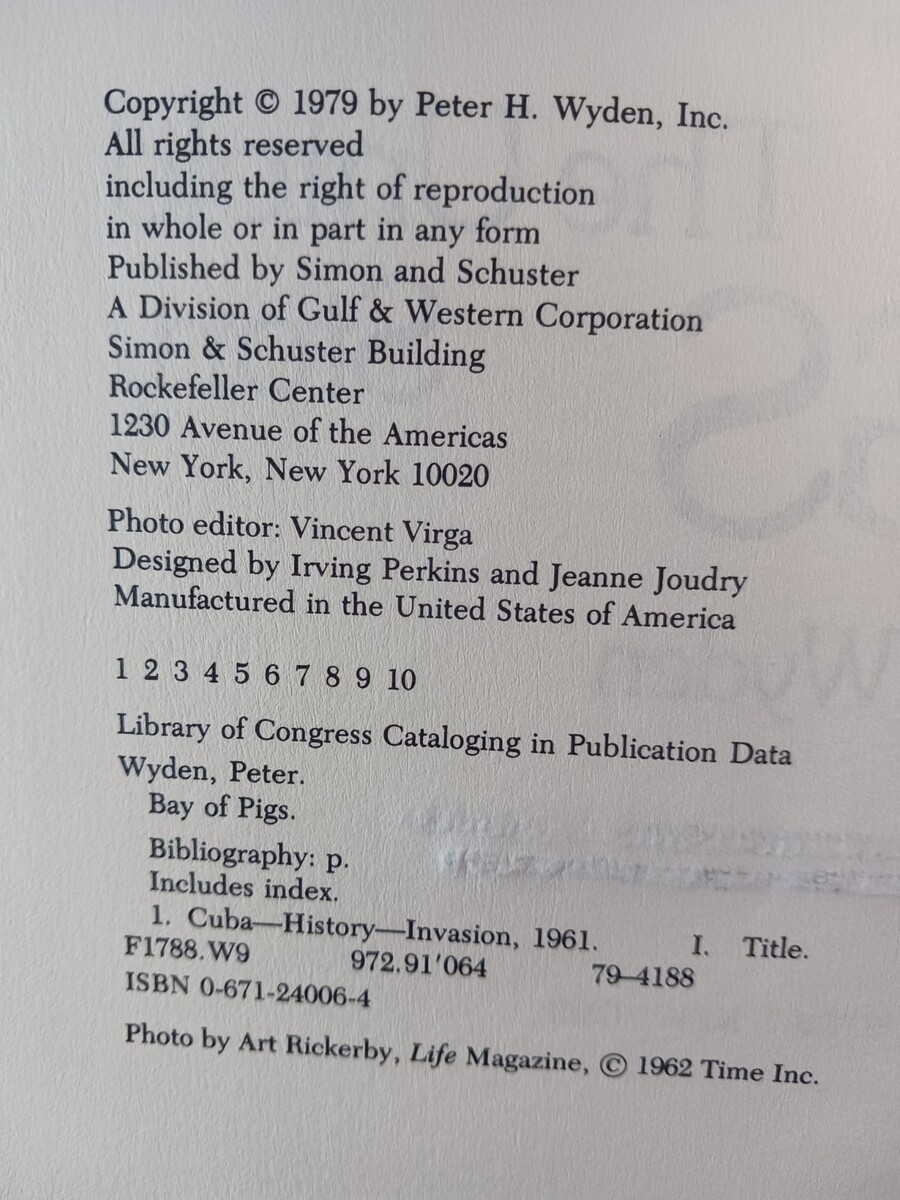 Copyright © 1979 by Peter H. Wyden, Inc.
All rights reserved
including the right of reproduction
in whole or in part in any form
Published by Simon and Schuster
A Division of Gulf & Western Corporation
Simon & Schuster Building
Rockefeller Center
1230 Avenue of the Americas
New York, New York 10020
Photo editor: Vincent Virga
Designed by Irving Perkins and Jeanne Joudry
Manufactured in the United States of America
1 2 3 4 5 6 7 8 9 10
Library of Congress Cataloging in Publication Data
Wyden, Peter.
Bay of Pigs.
Bibliography: p.
Includes index.
1. Cuba—History—Invasion, 1961. I. Title.
F1788.W9 972.91'064 79–4188
ISBN 0-671-24006-4
Photo by Art Rickerby, Life Magazine, © 1962 Time Inc.